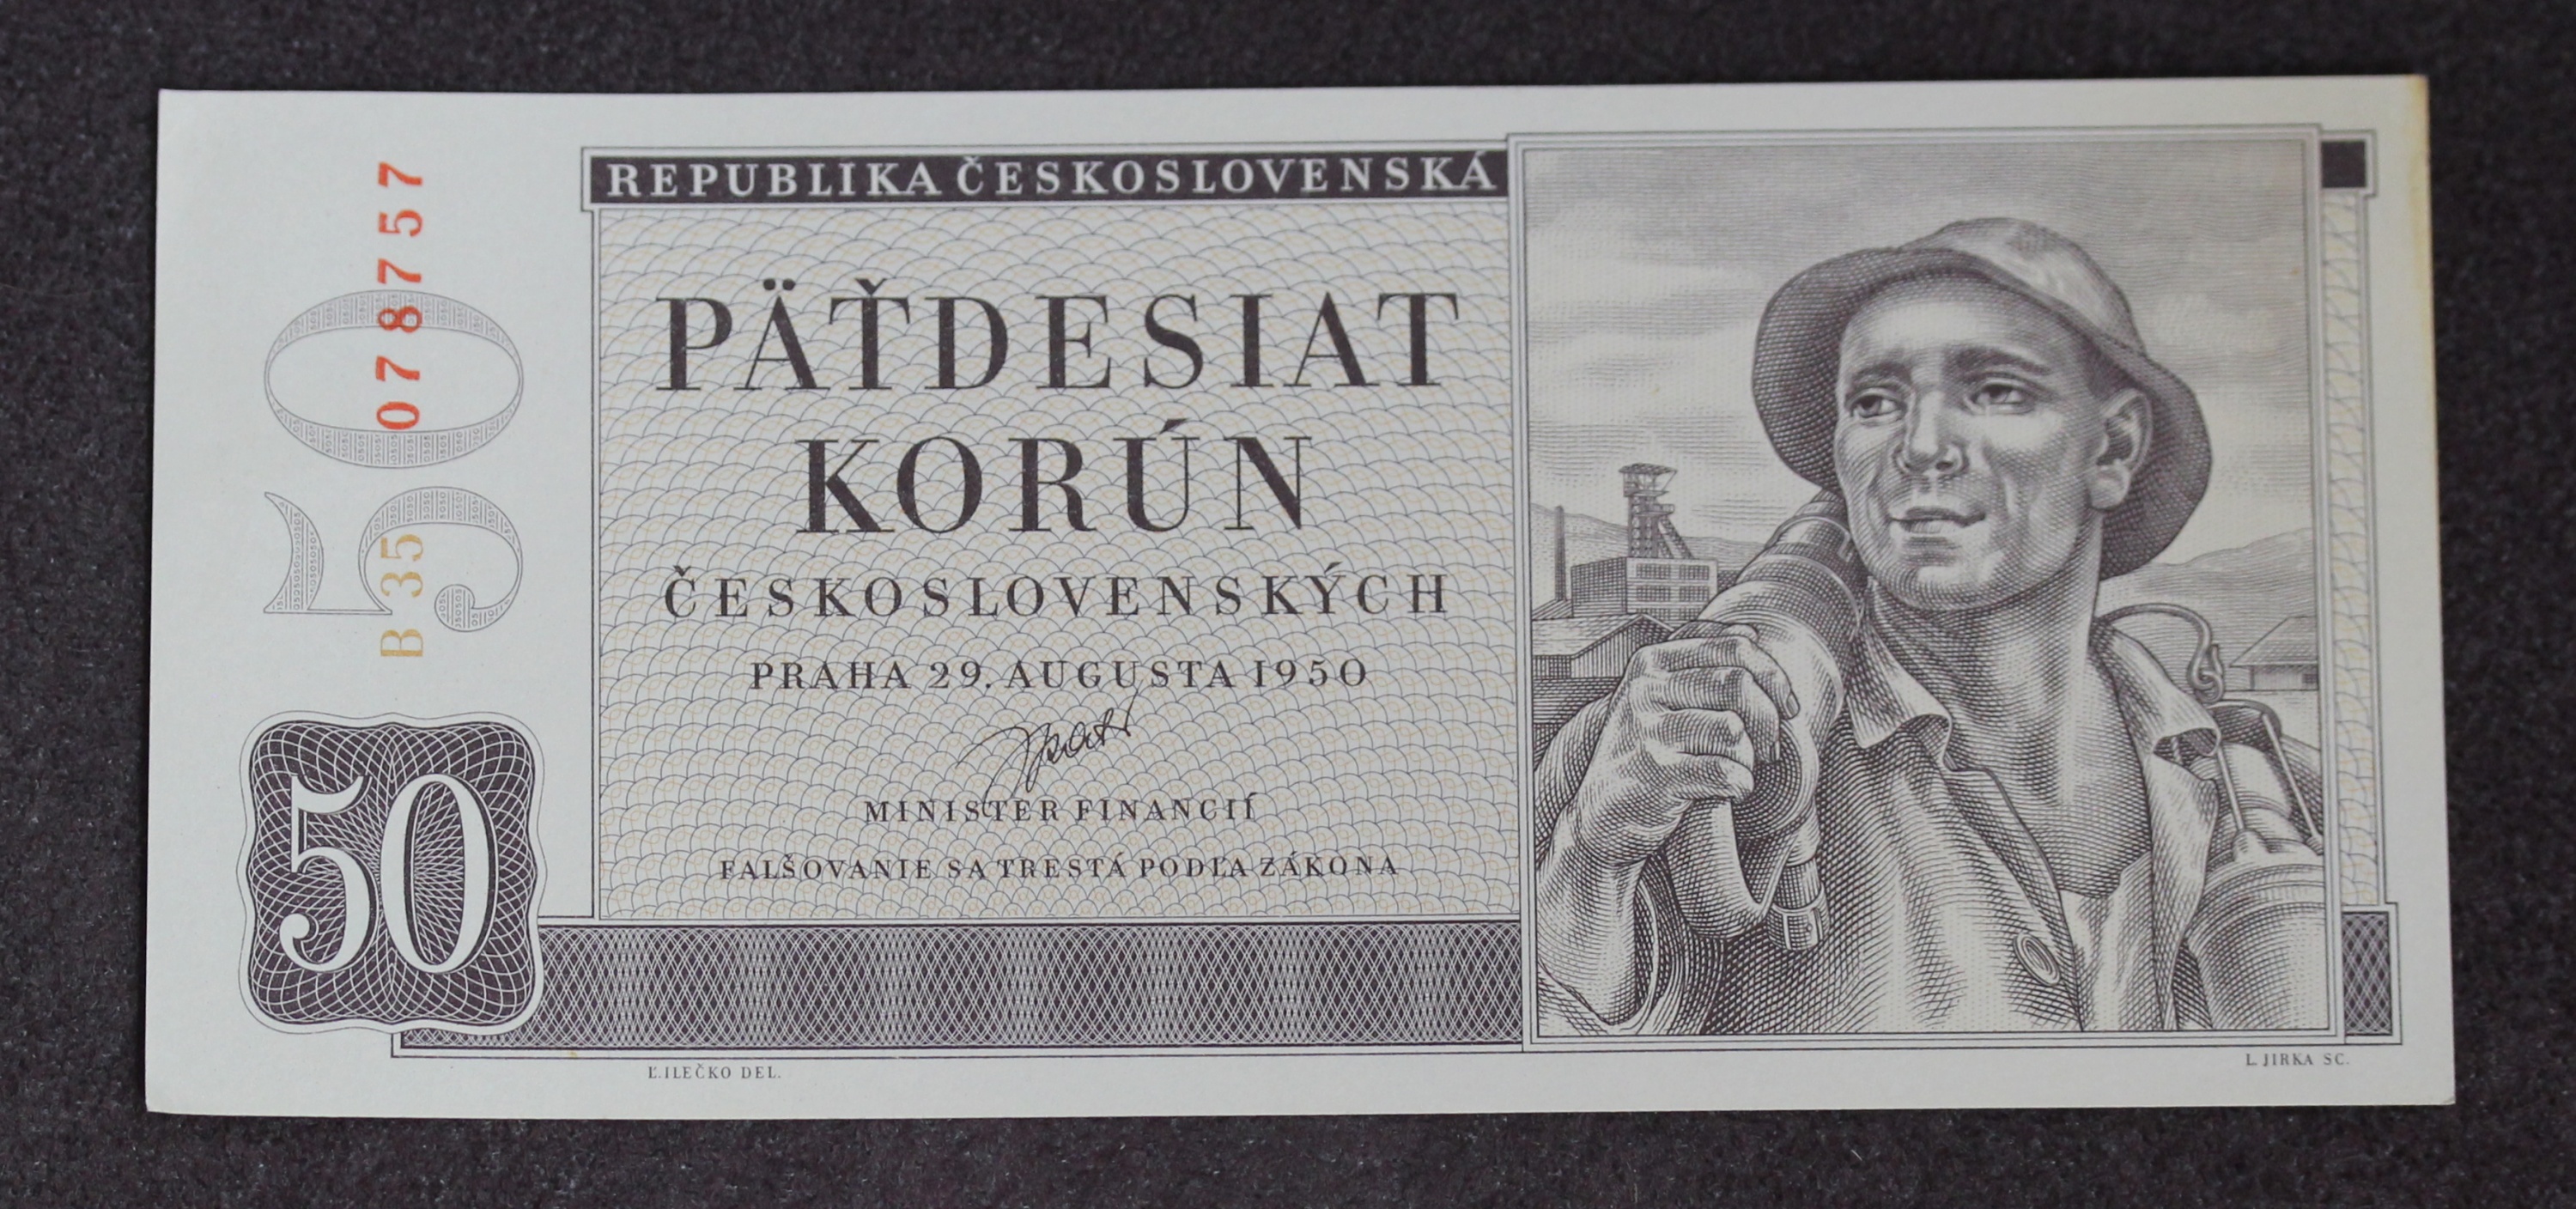 REPUBLIKA ČESKOSLOVENSKÁ
PÄŤDESIAT
KORÚN
ČESKOSLOVENSKÝCH
PRAHA 29. AUGUSTA 1950
MINISTER FINANCIÍ
FALŠOVANIE SA TRESTÁ PODĽA ZÁKONA
B 35 078757
50
50
Ľ. ILEČKO DEL.
L. JIRKA SC.